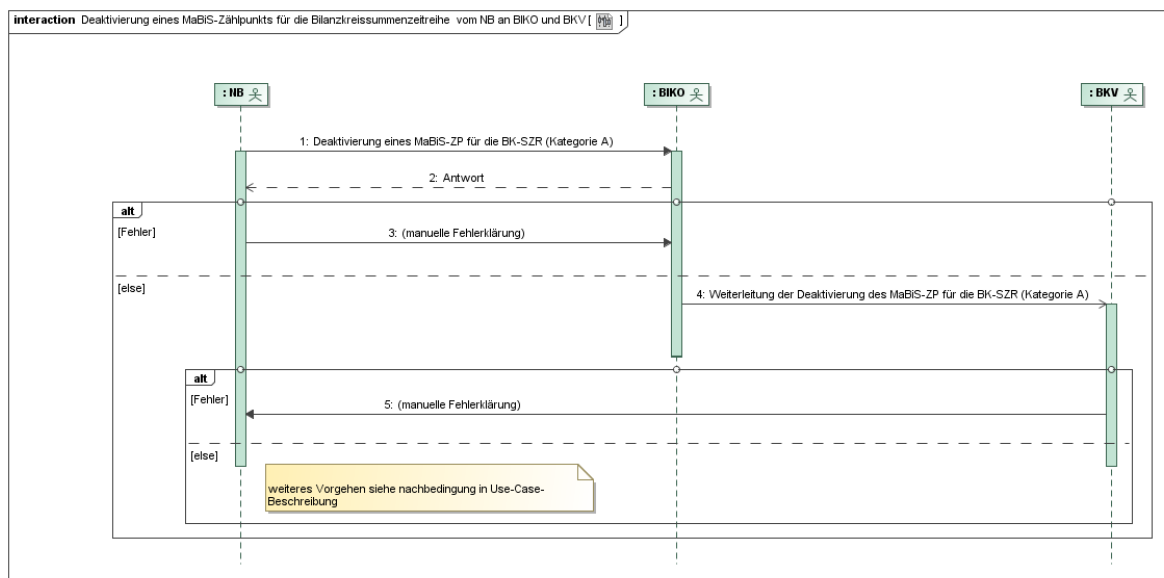 interaction Deaktivierung eines MaBiS-Zählpunkts für die Bilanzkreissummenzeitreihe vom NB an BIKO und BKV [ ]
: NB
: BIKO
: BKV
1: Deaktivierung eines MaBiS-ZP für die BK-SZR (Kategorie A)
2: Antwort
alt
[Fehler]
3: (manuelle Fehlerklärung)
[else]
4: Weiterleitung der Deaktivierung des MaBiS-ZP für die BK-SZR (Kategorie A)
alt
[Fehler]
5: (manuelle Fehlerklärung)
[else]
weiteres Vorgehen siehe nachbedingung in Use-Case-
Beschreibung